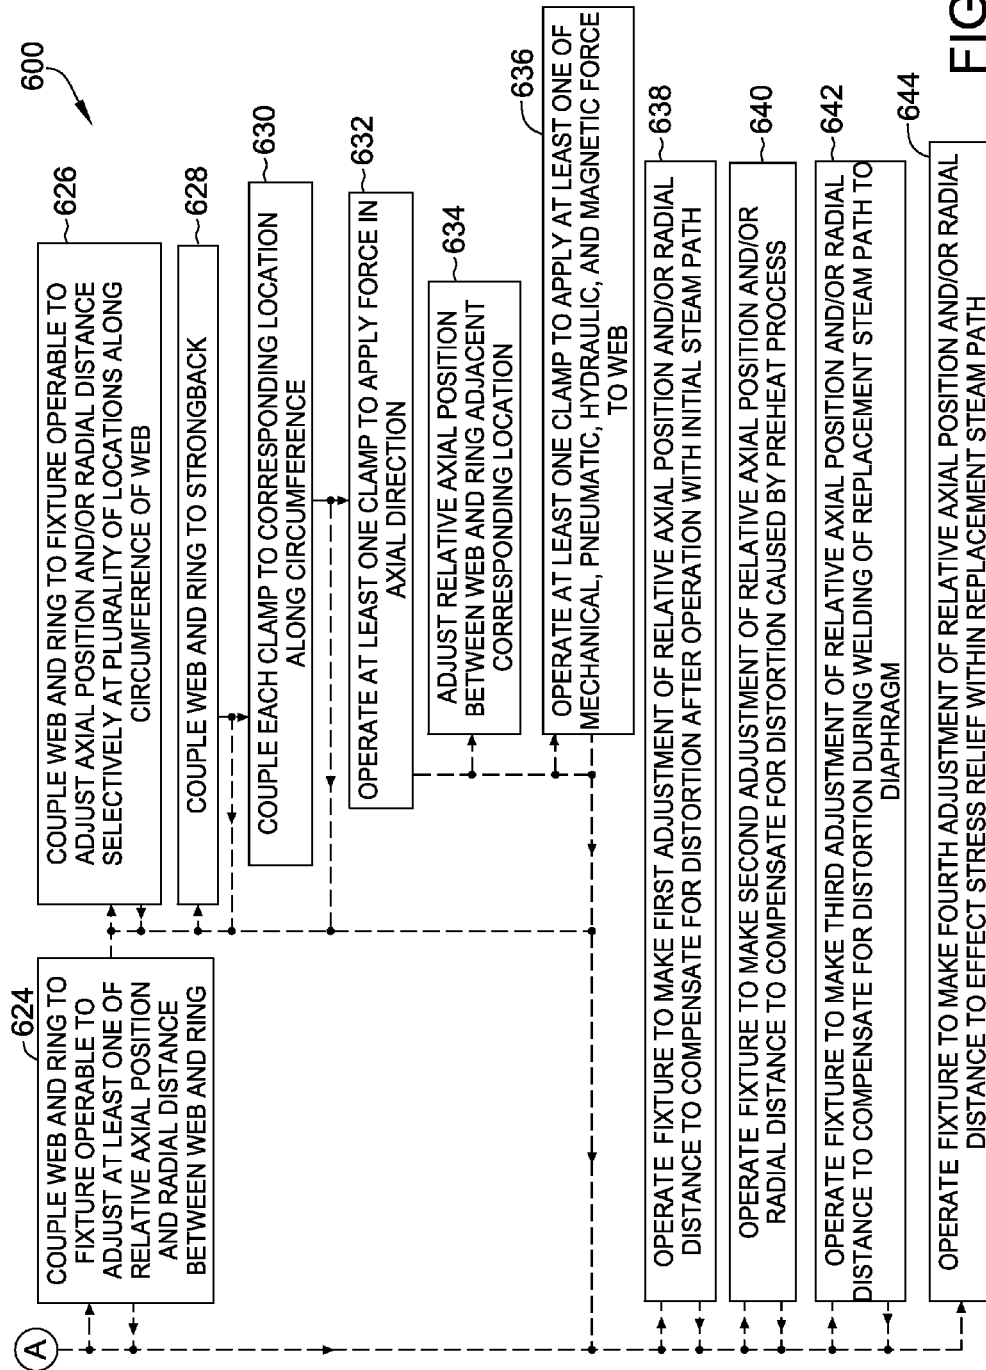 600
A
624
COUPLE WEB AND RING TO
FIXTURE OPERABLE TO
ADJUST AT LEAST ONE OF
RELATIVE AXIAL POSITION
AND RADIAL DISTANCE
BETWEEN WEB AND RING
626
COUPLE WEB AND RING TO FIXTURE OPERABLE TO
ADJUST AXIAL POSITION AND/OR RADIAL DISTANCE
SELECTIVELY AT PLURALITY OF LOCATIONS ALONG
CIRCUMFERENCE OF WEB
628
COUPLE WEB AND RING TO STRONGBACK
630
COUPLE EACH CLAMP TO CORRESPONDING LOCATION
ALONG CIRCUMFERENCE
632
OPERATE AT LEAST ONE CLAMP TO APPLY FORCE IN
AXIAL DIRECTION
634
ADJUST RELATIVE AXIAL POSITION
BETWEEN WEB AND RING ADJACENT
CORRESPONDING LOCATION
636
OPERATE AT LEAST ONE CLAMP TO APPLY AT LEAST ONE OF
MECHANICAL, PNEUMATIC, HYDRAULIC, AND MAGNETIC FORCE
TO WEB
638
OPERATE FIXTURE TO MAKE FIRST ADJUSTMENT OF RELATIVE AXIAL POSITION AND/OR RADIAL
DISTANCE TO COMPENSATE FOR DISTORTION AFTER OPERATION WITH INITIAL STEAM PATH
640
OPERATE FIXTURE TO MAKE SECOND ADJUSTMENT OF RELATIVE AXIAL POSITION AND/OR
RADIAL DISTANCE TO COMPENSATE FOR DISTORTION CAUSED BY PREHEAT PROCESS
642
OPERATE FIXTURE TO MAKE THIRD ADJUSTMENT OF RELATIVE AXIAL POSITION AND/OR RADIAL
DISTANCE TO COMPENSATE FOR DISTORTION DURING WELDING OF REPLACEMENT STEAM PATH TO
DIAPHRAGM
644
OPERATE FIXTURE TO MAKE FOURTH ADJUSTMENT OF RELATIVE AXIAL POSITION AND/OR RADIAL
DISTANCE TO EFFECT STRESS RELIEF WITHIN REPLACEMENT STEAM PATH
FIG